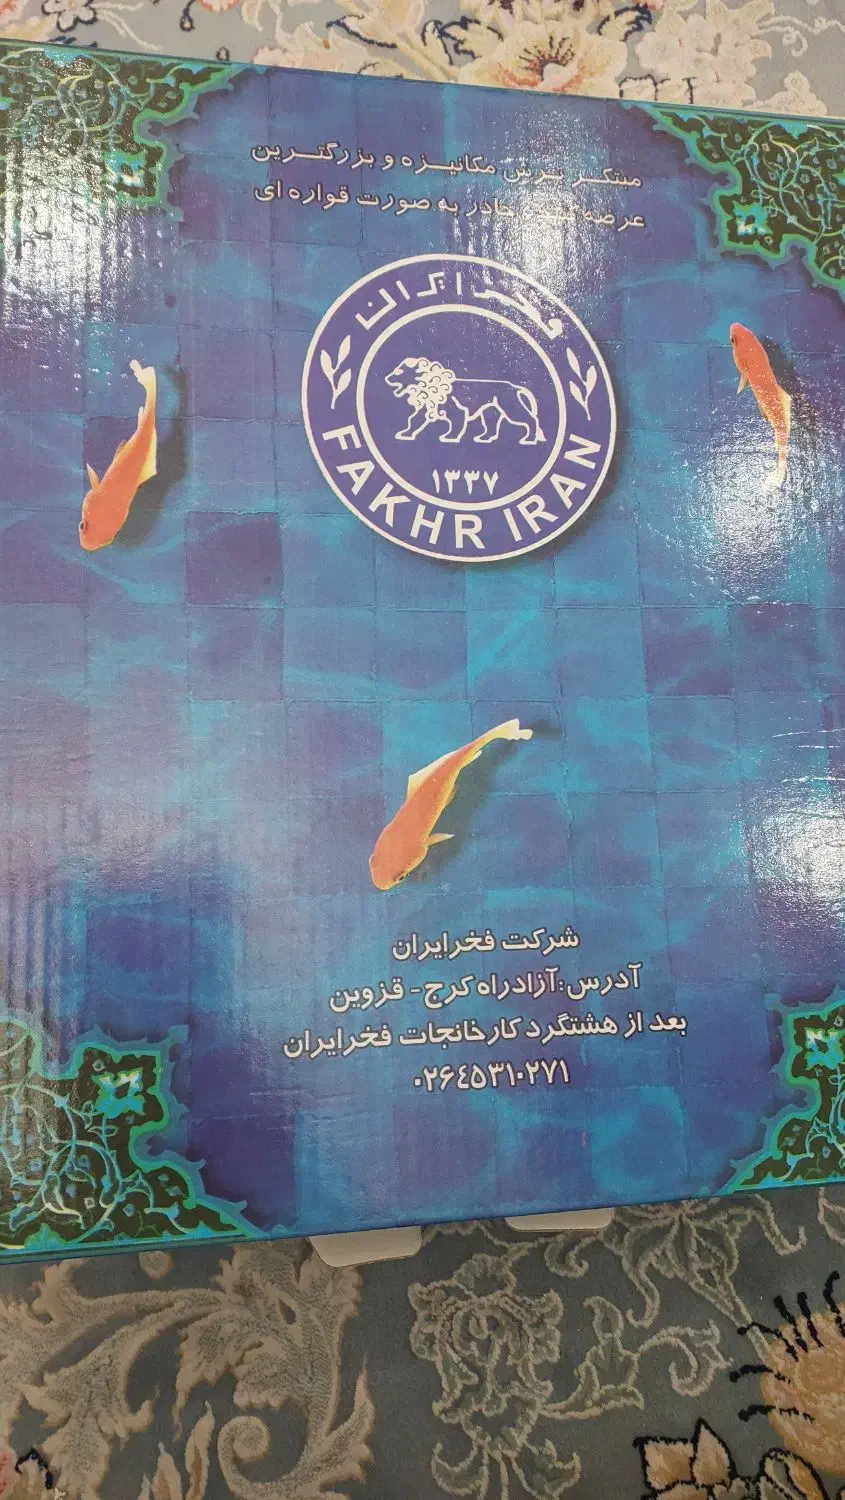 مبتکر برش مکانیزه و بزرگترین
عرضه کننده چادر به صورت قواره ای
فخر ایران
۱۳۳۷
FAKHR IRAN
شرکت فخرایران
آدرس:آزادراه کرج- قزوین
بعد از هشتگرد کارخانجات فخرایران
۰۲۶٤۵۳۱۰۲۷۱